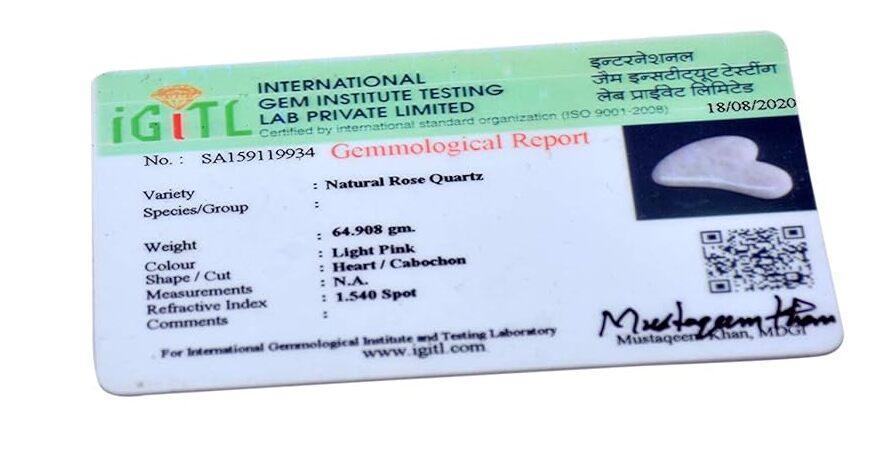 iGiTL
INTERNATIONAL
GEM INSTITUTE TESTING
LAB PRIVATE LIMITED
Certified by international standard organization (ISO 9001-2008)
इन्टरनेशनल
जैम इन्सटीटयूट टेस्टींग
लेब प्राईवेट लिमिटेड
18/08/2020
No. : SA159119934 Gemmological Report
Variety : Natural Rose Quartz
Species/Group :
Weight : 64.908 gm.
Colour : Light Pink
Shape / Cut : Heart / Cabochon
Measurements : N.A.
Refractive Index : 1.540 Spot
Comments :
For International Gemmological Institute and Testing Laboratory
www.igitl.com
Mustaqeem Khan
Mustaqeem Khan, MDGI